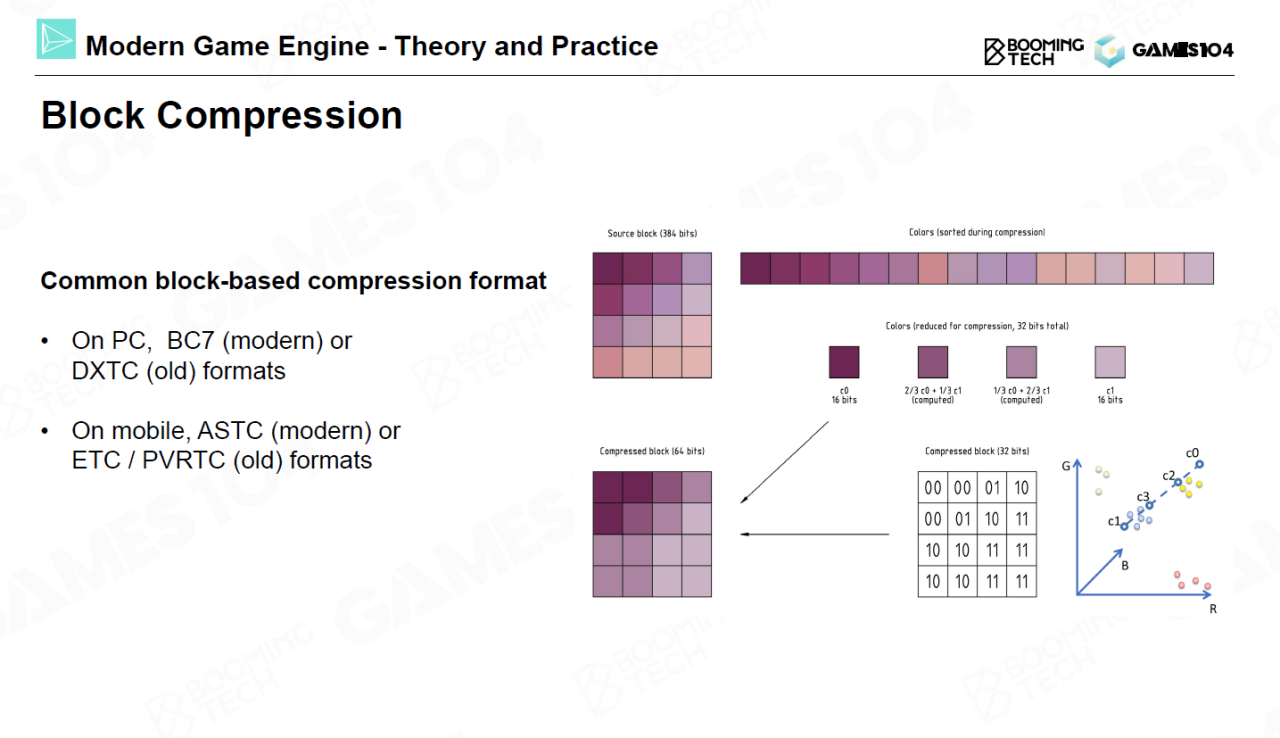 Modern Game Engine - Theory and Practice
BOOMING
TECH
GAMES104
Block Compression
Common block-based compression format
• On PC, BC7 (modern) or
DXTC (old) formats
• On mobile, ASTC (modern) or
ETC / PVRTC (old) formats
Source block (384 bits)
Colors (sorted during compression)
Colors (reduced for compression, 32 bits total)
c0
16 bits
2/3 c0 + 1/3 c1
(computed)
1/3 c0 + 2/3 c1
(computed)
c1
16 bits
Compressed block (64 bits)
Compressed block (32 bits)
00 00 01 10
00 01 10 11
10 10 11 11
10 10 11 11
G
c0
c2
c3
c1
B
R